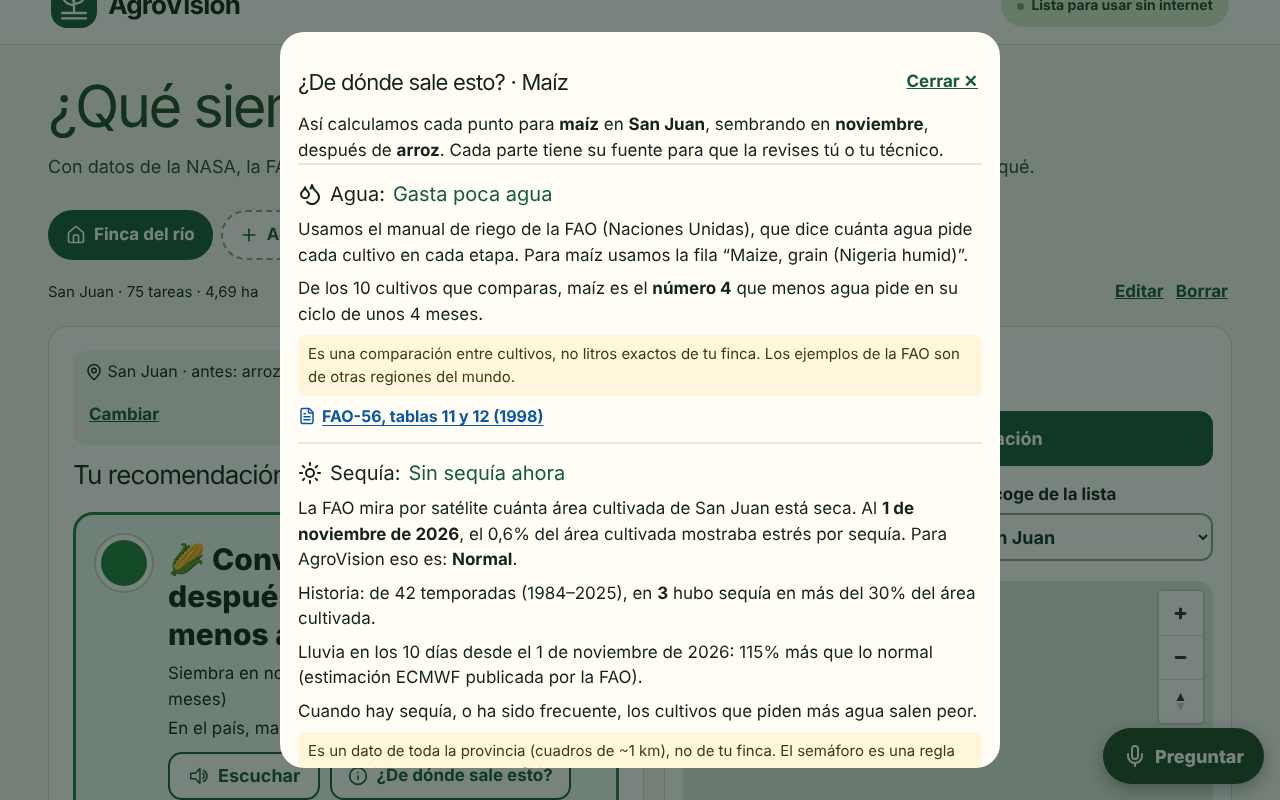 AgroVisión
Lista para usar sin internet
¿Qué sien
Con datos de la NASA, la FA
qué.
Finca del río
A
San Juan · 75 tareas · 4,69 ha
Editar Borrar
San Juan · antes: arroz
Cambiar
Tu recomendación
Conv
después
menos a
Siembra en no
meses)
En el país, ma
Escuchar
¿De dónde sale esto?
¿De dónde sale esto? · Maíz
Cerrar ✕
Así calculamos cada punto para maíz en San Juan, sembrando en noviembre,
después de arroz. Cada parte tiene su fuente para que la revises tú o tu técnico.
Agua: Gasta poca agua
Usamos el manual de riego de la FAO (Naciones Unidas), que dice cuánta agua pide
cada cultivo en cada etapa. Para maíz usamos la fila “Maize, grain (Nigeria humid)”.
De los 10 cultivos que comparas, maíz es el número 4 que menos agua pide en su
ciclo de unos 4 meses.
Es una comparación entre cultivos, no litros exactos de tu finca. Los ejemplos de la FAO son
de otras regiones del mundo.
FAO-56, tablas 11 y 12 (1998)
Sequía: Sin sequía ahora
La FAO mira por satélite cuánta área cultivada de San Juan está seca. Al 1 de
noviembre de 2026, el 0,6% del área cultivada mostraba estrés por sequía. Para
AgroVision eso es: Normal.
Historia: de 42 temporadas (1984–2025), en 3 hubo sequía en más del 30% del área
cultivada.
Lluvia en los 10 días desde el 1 de noviembre de 2026: 115% más que lo normal
(estimación ECMWF publicada por la FAO).
Cuando hay sequía, o ha sido frecuente, los cultivos que piden más agua salen peor.
Es un dato de toda la provincia (cuadros de ~1 km), no de tu finca. El semáforo es una regla
ación
coge de la lista
n Juan
+
−
Preguntar